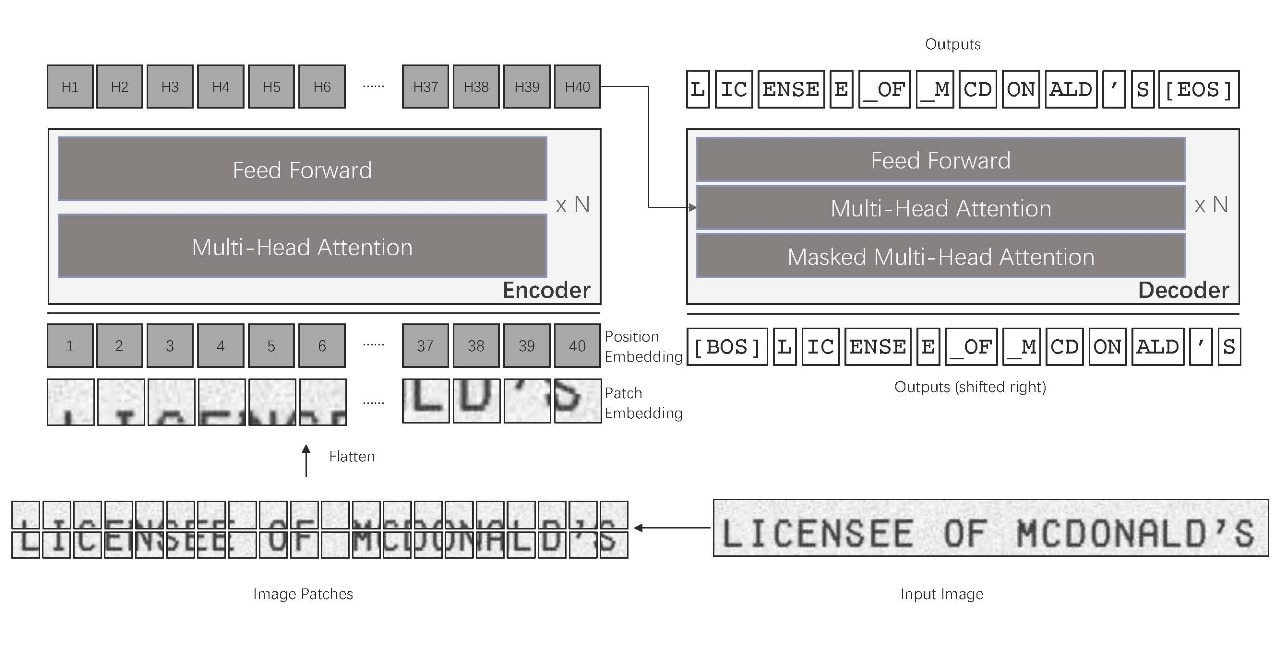 Outputs
H1 H2 H3 H4 H5 H6 ...... H37 H38 H39 H40
L IC ENSE E _OF _M CD ON ALD ' S [EOS]
Feed Forward
Multi-Head Attention
x N
Encoder
Feed Forward
Multi-Head Attention
Masked Multi-Head Attention
x N
Decoder
1 2 3 4 5 6 ...... 37 38 39 40
Position
Embedding
[BOS] L IC ENSE E _OF _M CD ON ALD ' S
Outputs (shifted right)
LICENSE ...... LD'S
Patch
Embedding
Flatten
LICENSEE OF MCDONALD'S
Image Patches
LICENSEE OF MCDONALD'S
Input Image